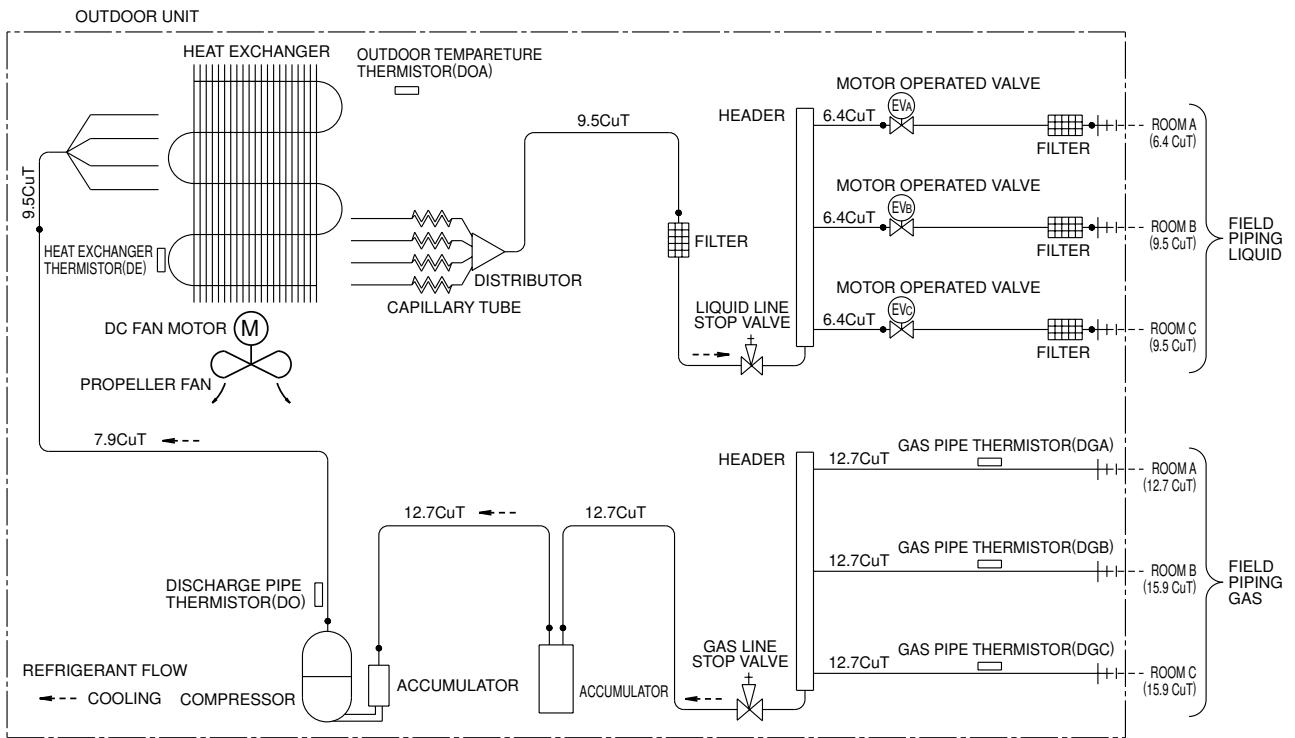 OUTDOOR UNIT
HEAT EXCHANGER
OUTDOOR TEMPARETURE
THERMISTOR(DOA)
9.5CuT
HEAT EXCHANGER
THERMISTOR(DE)
DC FAN MOTOR
M
PROPELLER FAN
CAPILLARY TUBE
DISTRIBUTOR
9.5CuT
FILTER
LIQUID LINE
STOP VALVE
HEADER
MOTOR OPERATED VALVE
6.4CuT
EVA
FILTER
ROOM A
(6.4 CuT)
MOTOR OPERATED VALVE
6.4CuT
EVB
FILTER
ROOM B
(9.5 CuT)
MOTOR OPERATED VALVE
6.4CuT
EVC
FILTER
ROOM C
(9.5 CuT)
FIELD
PIPING
LIQUID
7.9CuT
DISCHARGE PIPE
THERMISTOR(DO)
COMPRESSOR
12.7CuT
ACCUMULATOR
12.7CuT
ACCUMULATOR
GAS LINE
STOP VALVE
HEADER
12.7CuT
GAS PIPE THERMISTOR(DGA)
ROOM A
(12.7 CuT)
12.7CuT
GAS PIPE THERMISTOR(DGB)
ROOM B
(15.9 CuT)
12.7CuT
GAS PIPE THERMISTOR(DGC)
ROOM C
(15.9 CuT)
FIELD
PIPING
GAS
REFRIGERANT FLOW
COOLING